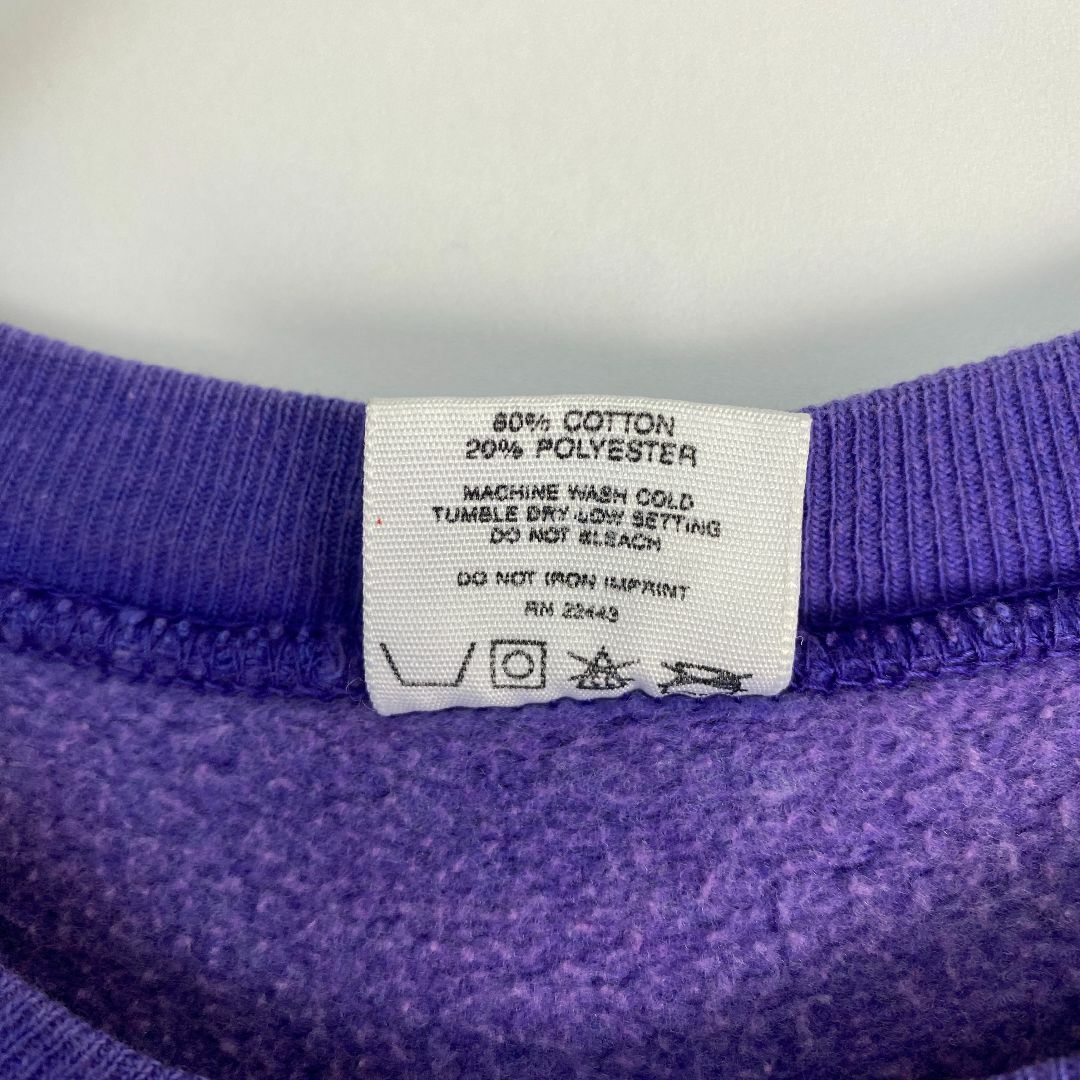 80% COTTON
20% POLYESTER
MACHINE WASH COLD
TUMBLE DRY LOW SETTING
DO NOT BLEACH
DO NOT IRON IMPRINT
RN 22443